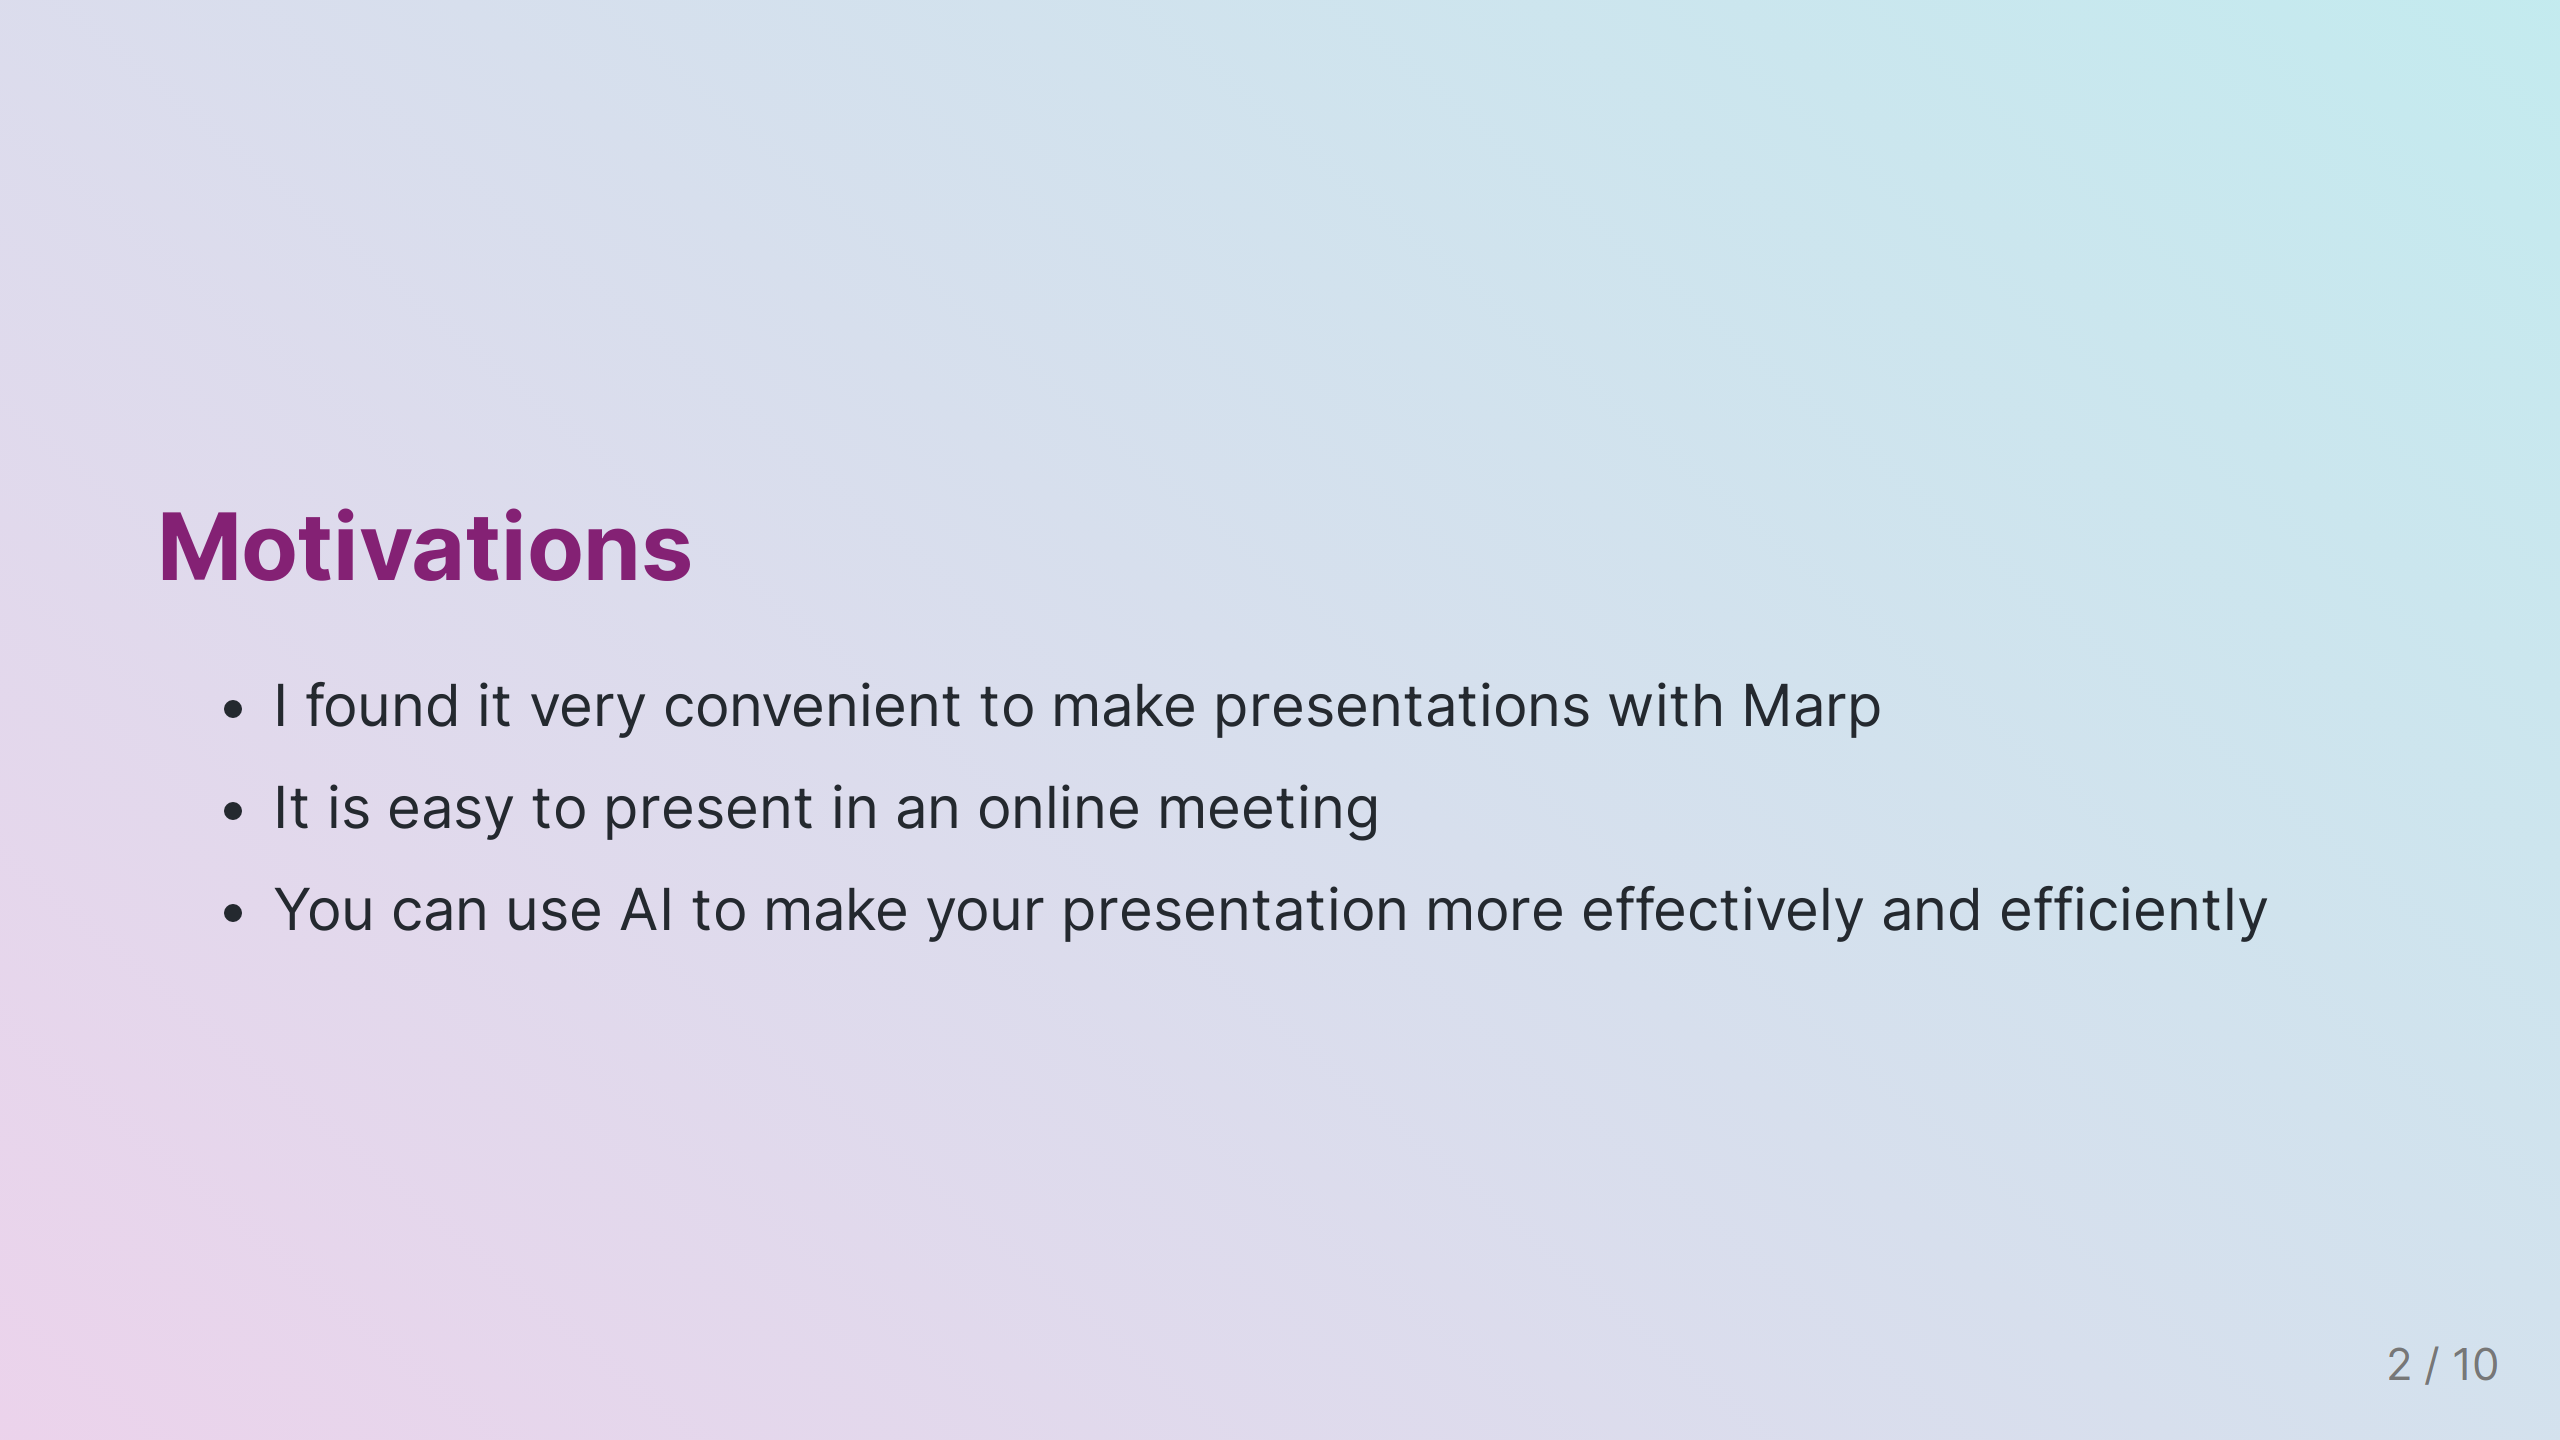 Motivations
• I found it very convenient to make presentations with Marp
• It is easy to present in an online meeting
• You can use AI to make your presentation more effectively and efficiently
2 / 10